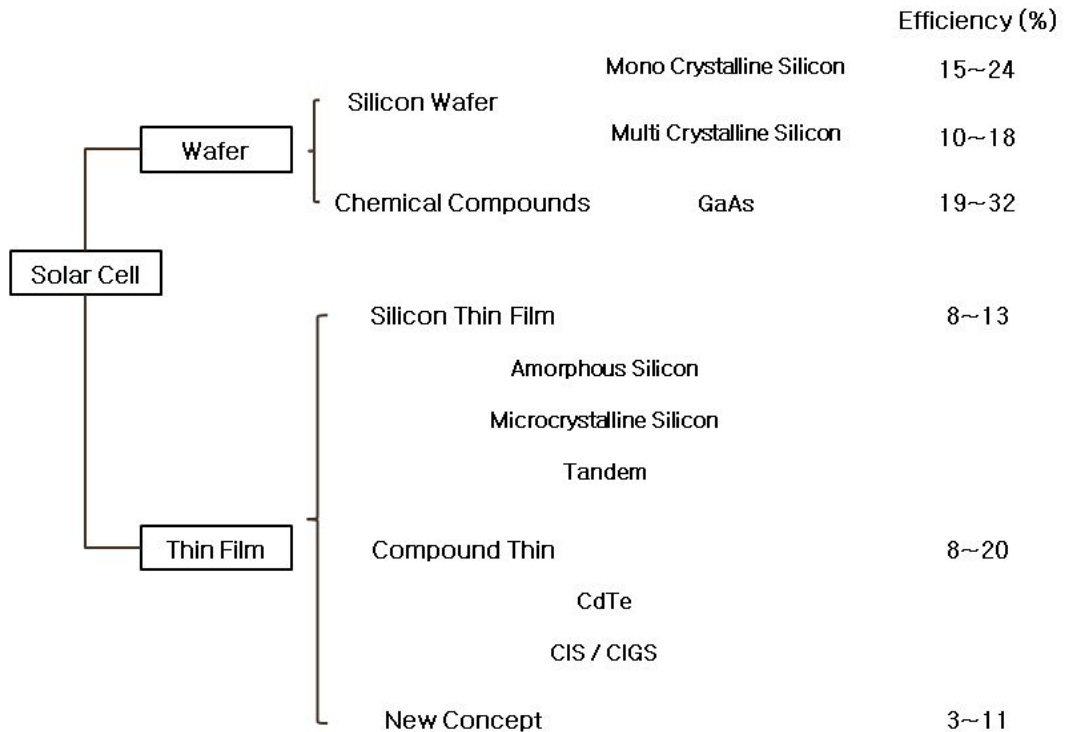 Efficiency (%)
Mono Crystalline Silicon 15~24
Silicon Wafer
Multi Crystalline Silicon 10~18
Wafer
Chemical Compounds GaAs 19~32
Solar Cell
Silicon Thin Film 8~13
Amorphous Silicon
Microcrystalline Silicon
Tandem
Thin Film Compound Thin 8~20
CdTe
CIS / CIGS
New Concept 3~11